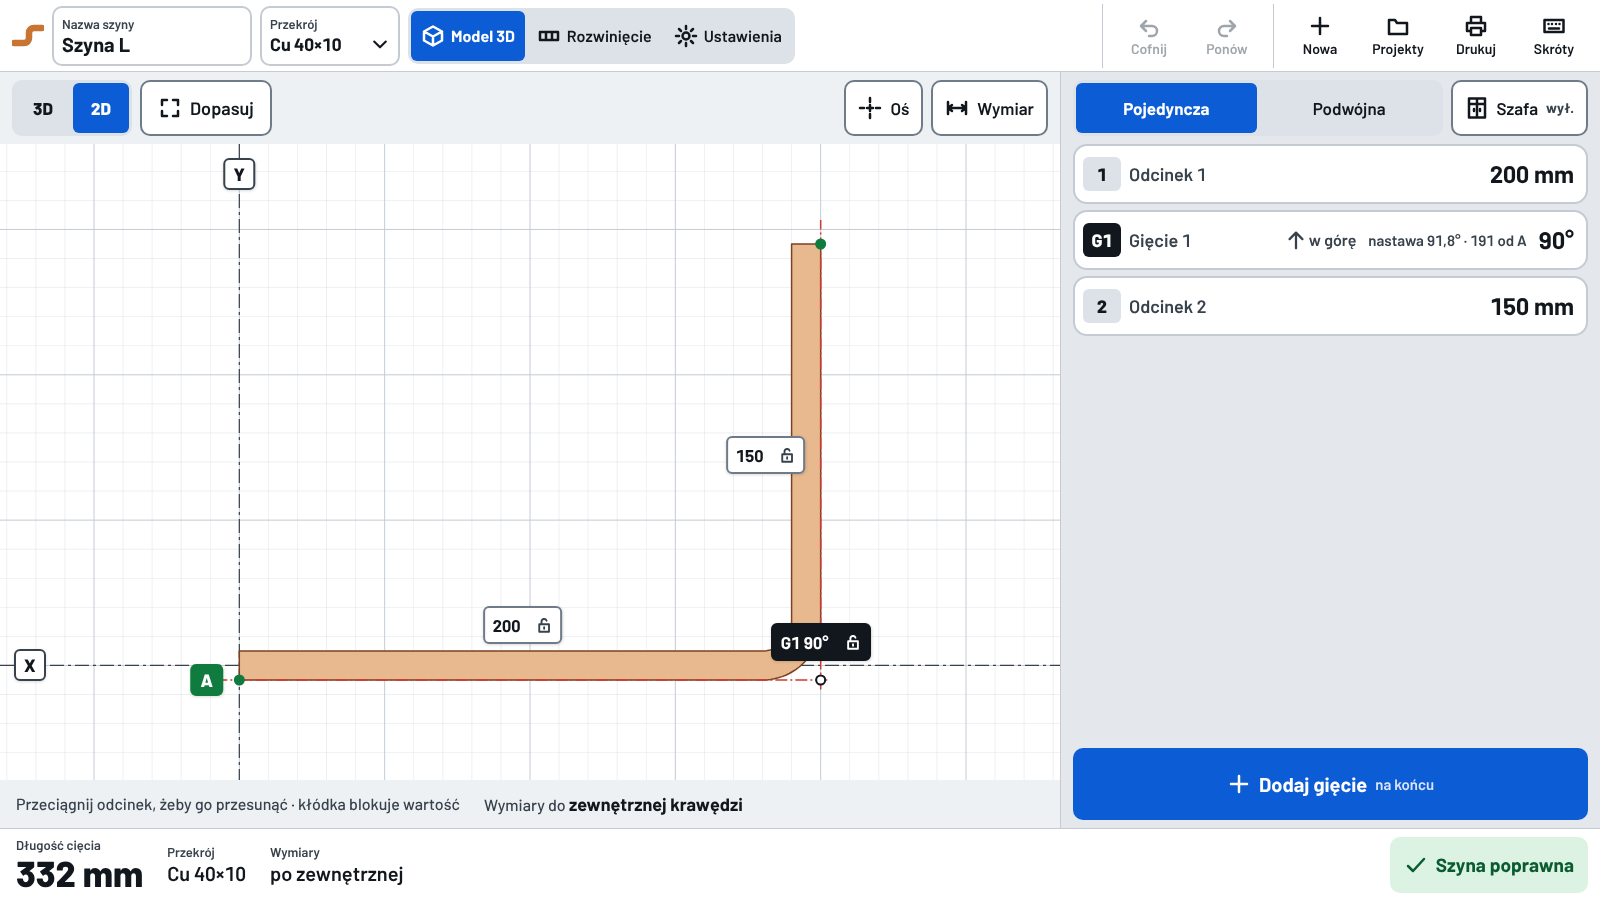 Nazwa szyny
Szyna L
Przekrój
Cu 40×10
Model 3D
Rozwinięcie
Ustawienia
Cofnij
Ponów
Nowa
Projekty
Drukuj
Skróty
3D
2D
Dopasuj
Oś
Wymiar
Pojedyncza
Podwójna
Szafa wył.
1 Odcinek 1 200 mm
G1 Gięcie 1 w górę nastawa 91,8° · 191 od A 90°
2 Odcinek 2 150 mm
Y
150
200
G1 90°
X
A
Dodaj gięcie na końcu
Przeciągnij odcinek, żeby go przesunąć · kłódka blokuje wartość Wymiary do zewnętrznej krawędzi
Długość cięcia
332 mm
Przekrój
Cu 40×10
Wymiary
po zewnętrznej
Szyna poprawna